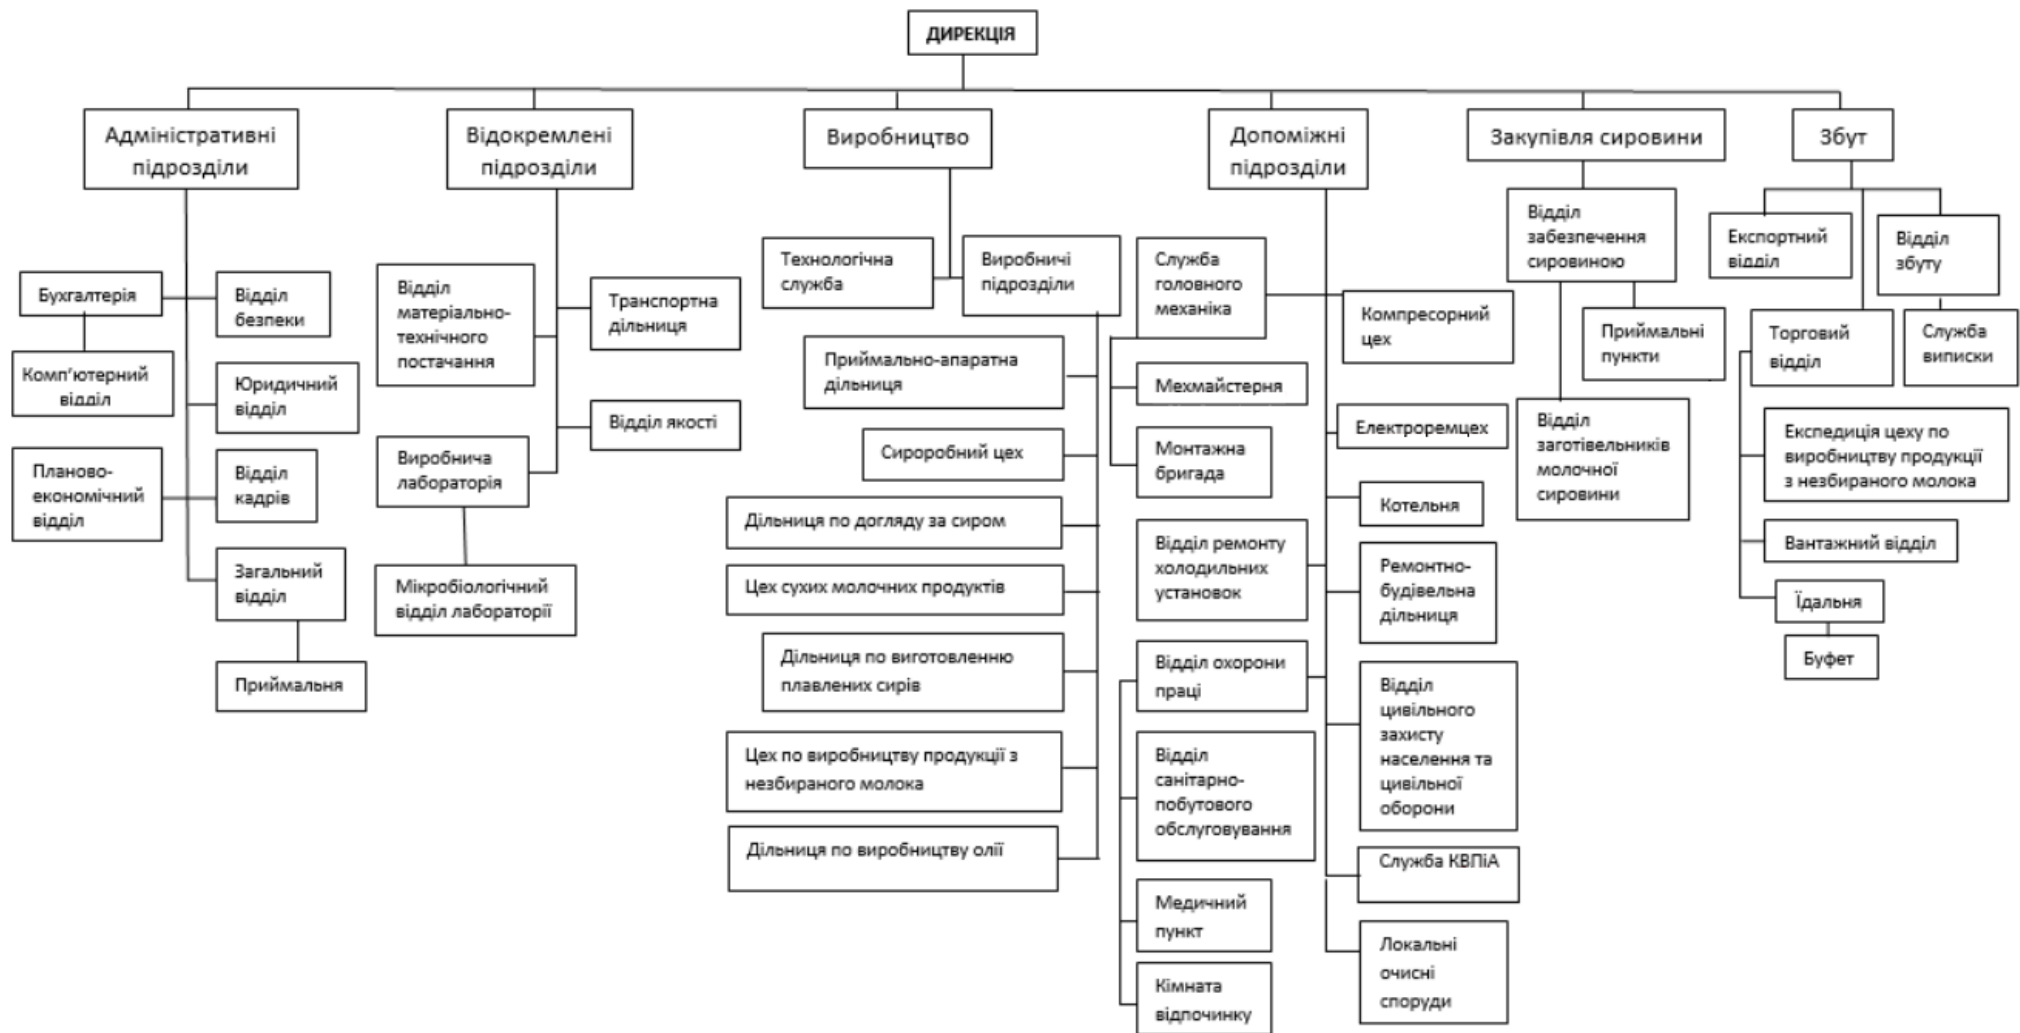 ДИРЕКЦІЯ
Адміністративні
підрозділи
Відокремлені
підрозділи
Виробництво
Допоміжні
підрозділи
Закупівля сировини
Збут
Бухгалтерія
Відділ
безпеки
Комп'ютерний
відділ
Юридичний
відділ
Планово-
економічний
відділ
Відділ
кадрів
Загальний
відділ
Приймальня
Відділ
матеріально-
технічного
постачання
Транспортна
дільниця
Відділ якості
Виробнича
лабораторія
Мікробіологічний
відділ лабораторії
Технологічна
служба
Виробничі
підрозділи
Приймально-апаратна
дільниця
Сироробний цех
Дільниця по догляду за сиром
Цех сухих молочних продуктів
Дільниця по виготовленню
плавлених сирів
Цех по виробництву продукції з
незбираного молока
Дільниця по виробництву олії
Служба
головного
механіка
Мехмайстерня
Монтажна
бригада
Відділ ремонту
холодильних
установок
Відділ охорони
праці
Відділ
санітарно-
побутового
обслуговування
Медичний
пункт
Кімната
відпочинку
Компресорний
цех
Електроремцех
Котельня
Ремонтно-
будівельна
дільниця
Відділ
цивільного
захисту
населення та
цивільної
оборони
Служба КВПіА
Локальні
очисні
споруди
Відділ
забезпечення
сировиною
Приймальні
пункти
Відділ
заготівельників
молочної
сировини
Експортний
відділ
Відділ
збуту
Торговий
відділ
Служба
виписки
Експедиція цеху по
виробництву продукції
з незбираного молока
Вантажний відділ
Їдальня
Буфет